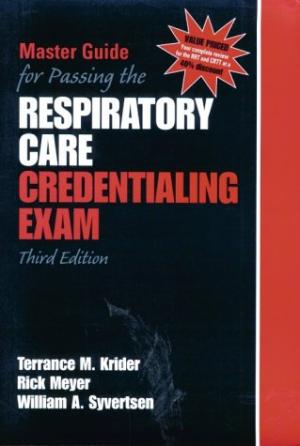 Master Guide
for Passing the
RESPIRATORY
CARE
CREDENTIALING
EXAM
Third Edition
VALUE PRICED
Your complete review
for the RRT and CRTT at a
40% discount
Terrance M. Krider
Rick Meyer
William A. Syvertsen